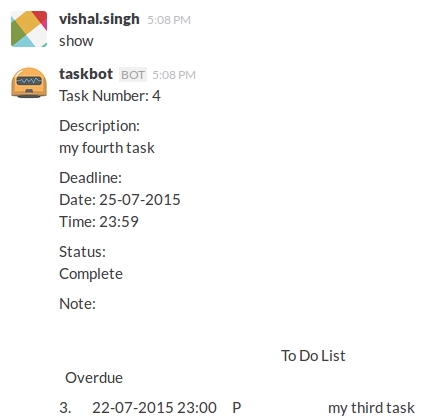 vishal.singh 5:08 PM
show
taskbot BOT 5:08 PM
Task Number: 4
Description:
my fourth task
Deadline:
Date: 25-07-2015
Time: 23:59
Status:
Complete
Note:
To Do List
Overdue
3. 22-07-2015 23:00 P my third task